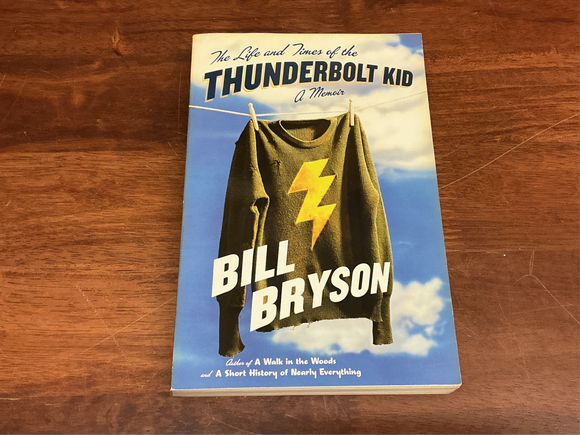 The Life and Times of the
THUNDERBOLT KID
A Memoir
BILL
BRYSON
Author of A Walk in the Woods
and A Short History of Nearly Everything